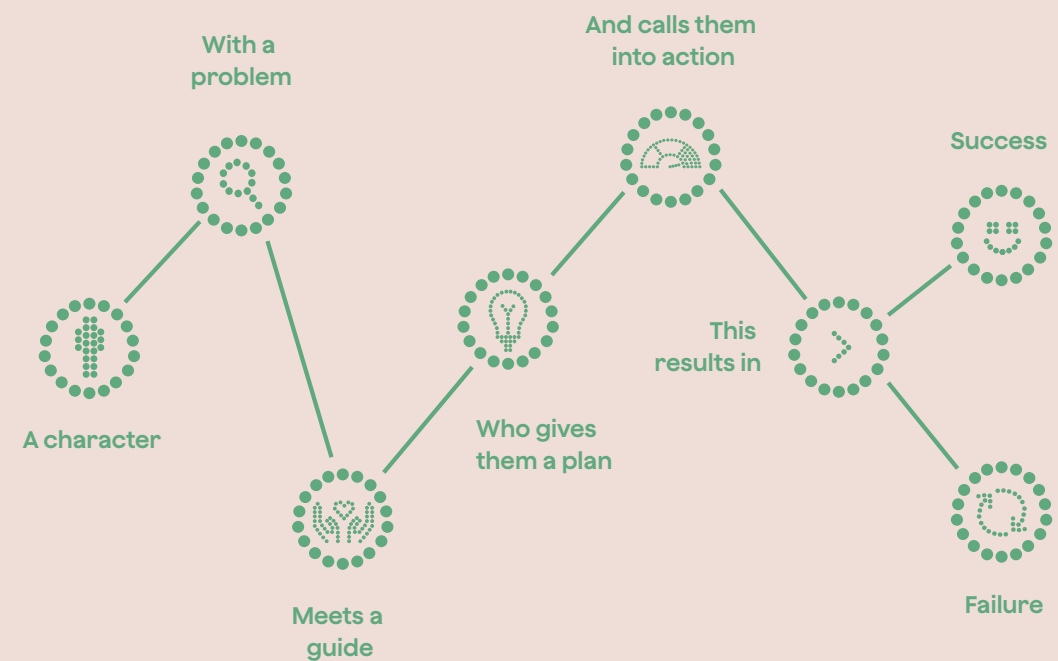 A character
With a
problem
Meets a
guide
Who gives
them a plan
And calls them
into action
This
results in
Success
Failure